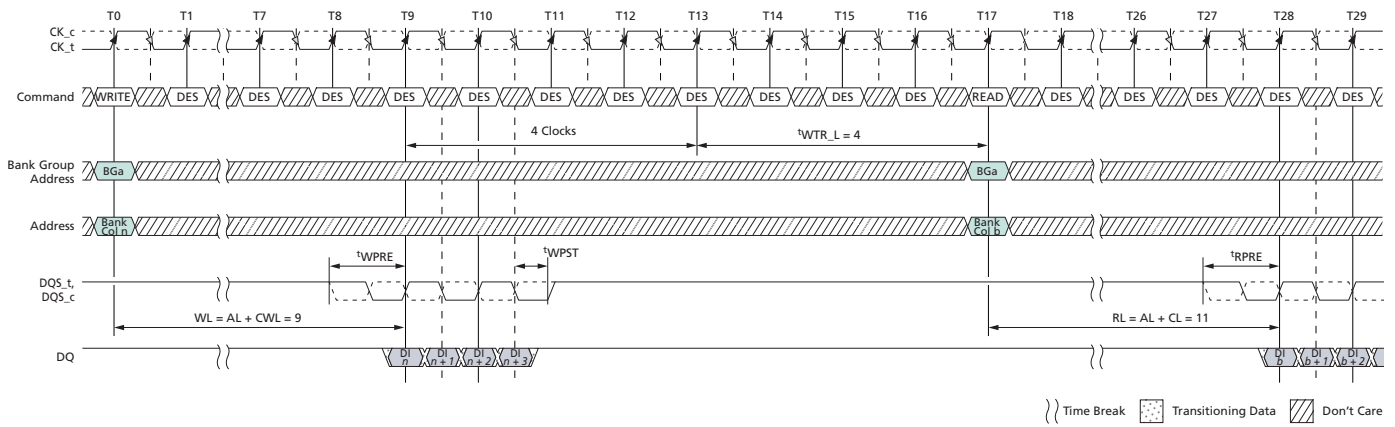 T0 T1 T7 T8 T9 T10 T11 T12 T13 T14 T15 T16 T17 T18 T26 T27 T28 T29
CK_c
CK_t
Command WRITE DES DES DES DES DES DES DES DES DES DES DES READ DES DES DES DES DES
4 Clocks tWTR_L = 4
Bank Group
Address BGa BGa
Address Bank
Col n Bank
Col b
tWPRE tWPST tRPRE
DQS_t,
DQS_c
WL = AL + CWL = 9 RL = AL + CL = 11
DQ DI
n DI
n + 1 DI
n + 2 DI
n + 3 DI
b DI
b + 1 DI
b + 2
Time Break Transitioning Data Don't Care